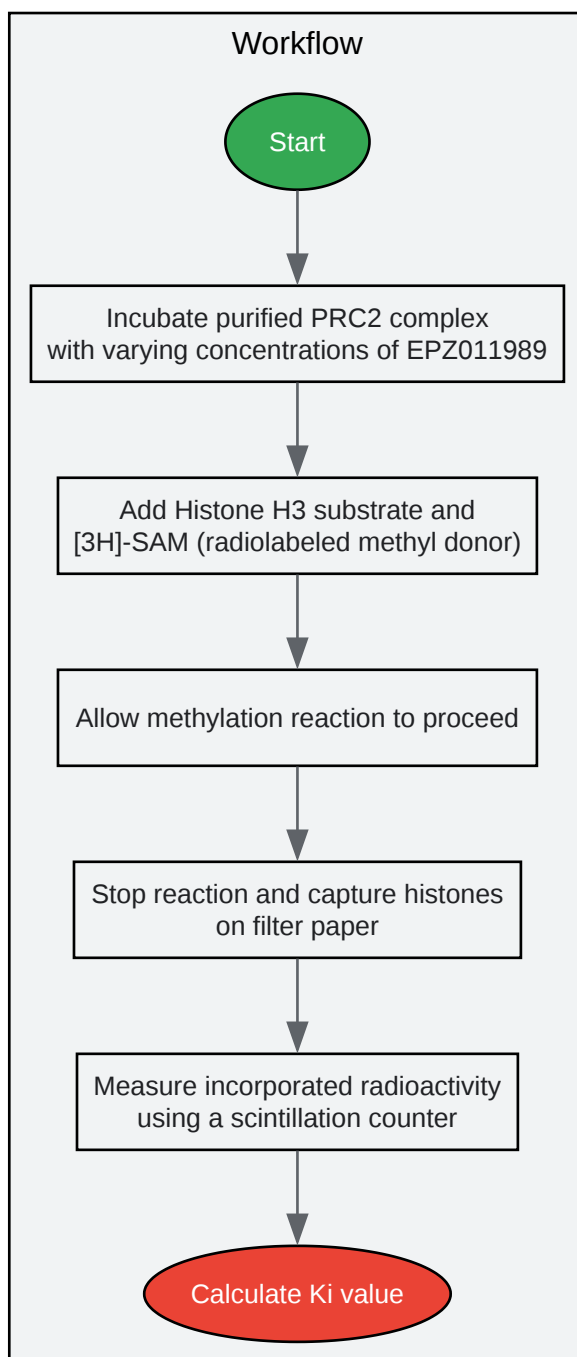 Workflow
Start
Incubate purified PRC2 complex
with varying concentrations of EPZ011989
Add Histone H3 substrate and
[3H]-SAM (radiolabeled methyl donor)
Allow methylation reaction to proceed
Stop reaction and capture histones
on filter paper
Measure incorporated radioactivity
using a scintillation counter
Calculate Ki value